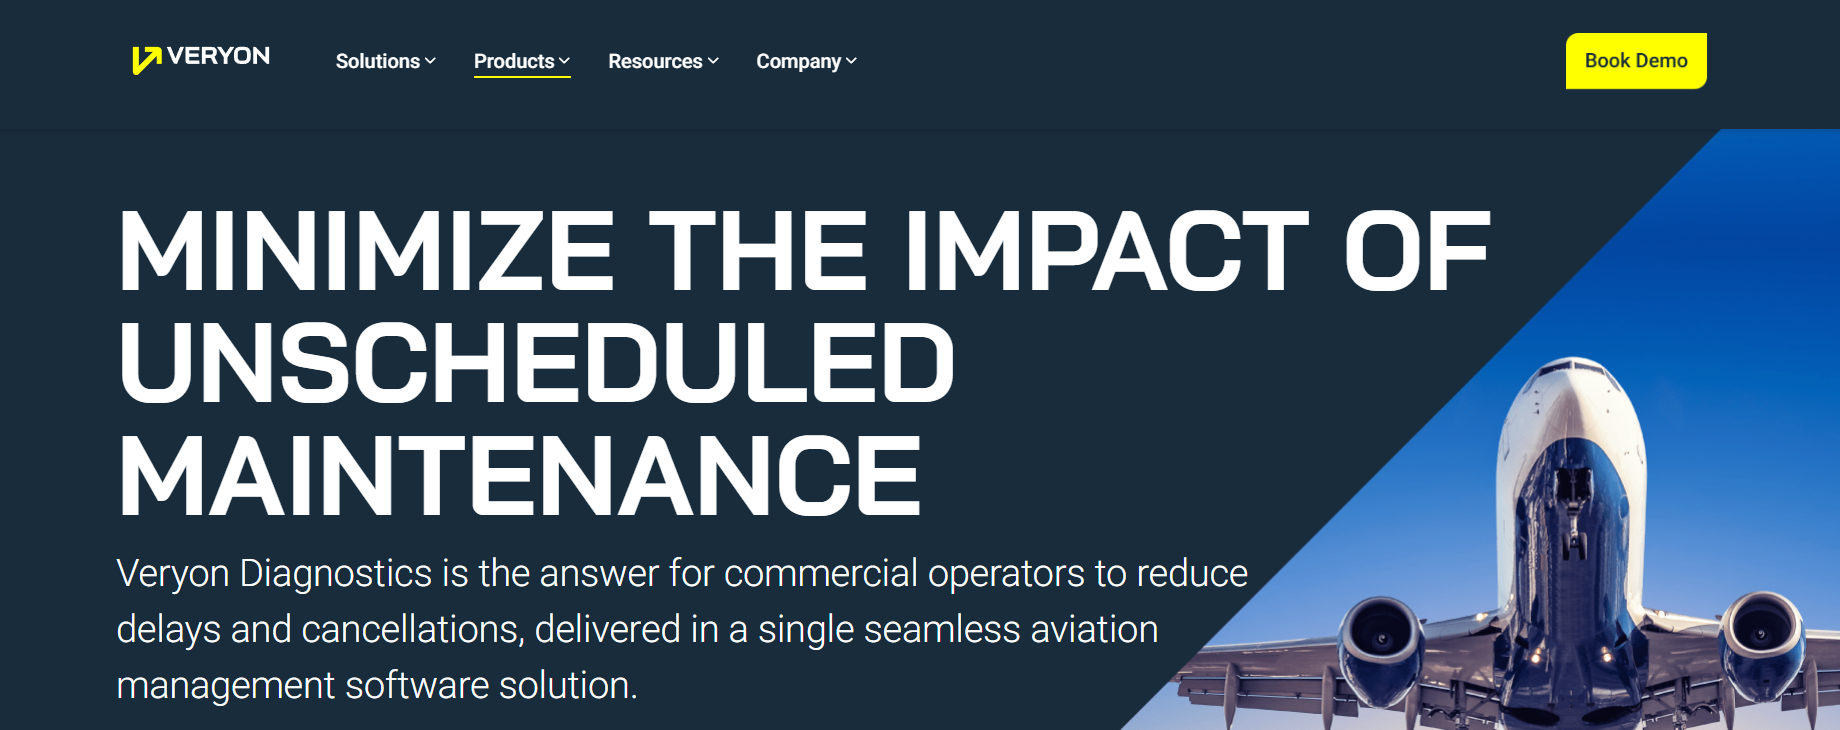 VERYON
Solutions
Products
Resources
Company
Book Demo
MINIMIZE THE IMPACT OF
UNSCHEDULED
MAINTENANCE
Veryon Diagnostics is the answer for commercial operators to reduce
delays and cancellations, delivered in a single seamless aviation
management software solution.